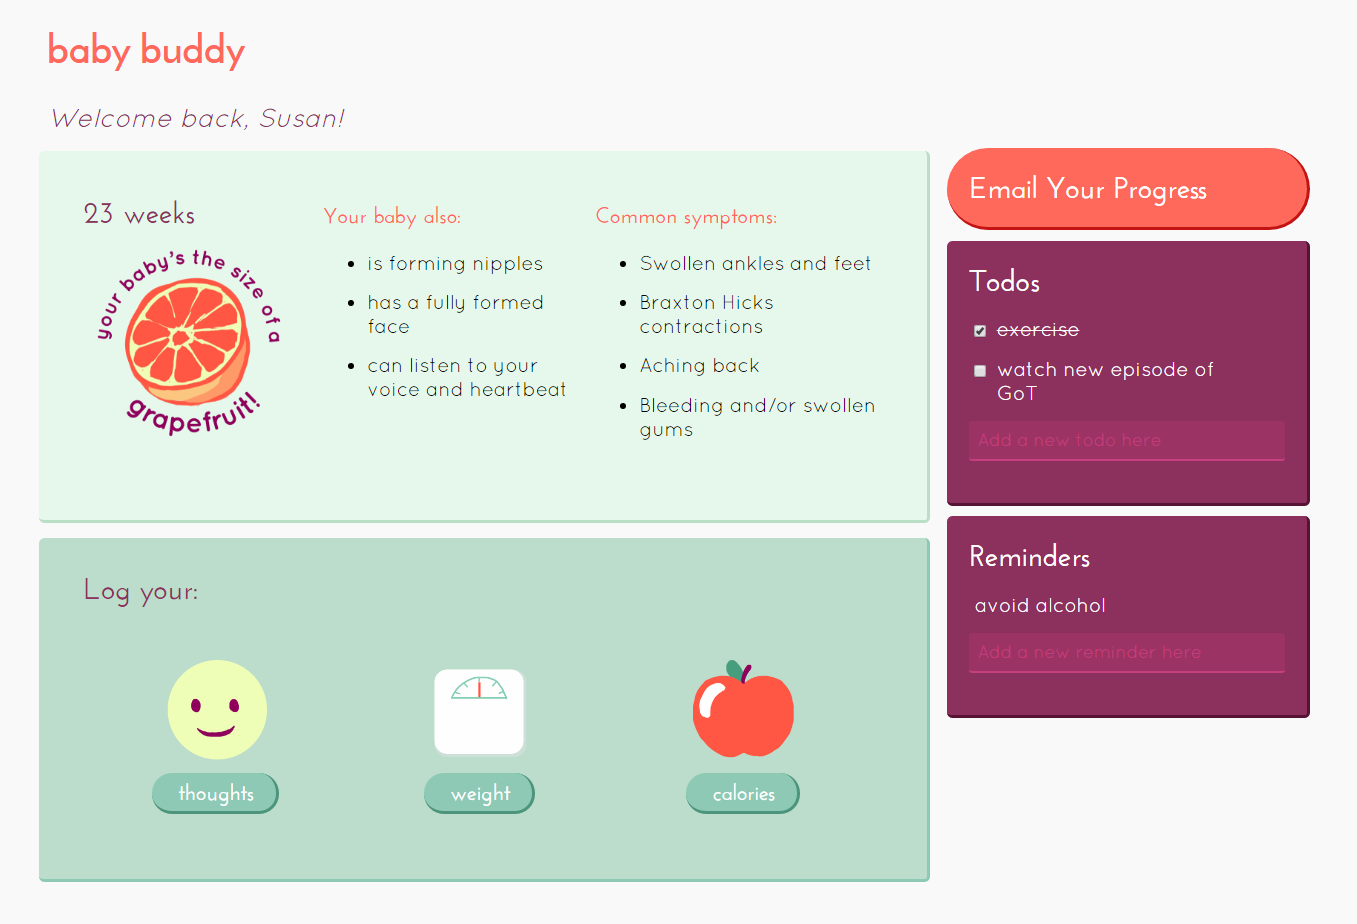 baby buddy
Welcome back, Susan!
23 weeks
your baby's the size of a
grapefruit!
Your baby also:
is forming nipples
has a fully formed
face
can listen to your
voice and heartbeat
Common symptoms:
Swollen ankles and feet
Braxton Hicks
contractions
Aching back
Bleeding and/or swollen
gums
Log your:
thoughts
weight
calories
Email Your Progress
Todos
exercise
watch new episode of
GoT
Add a new todo here
Reminders
avoid alcohol
Add a new reminder here